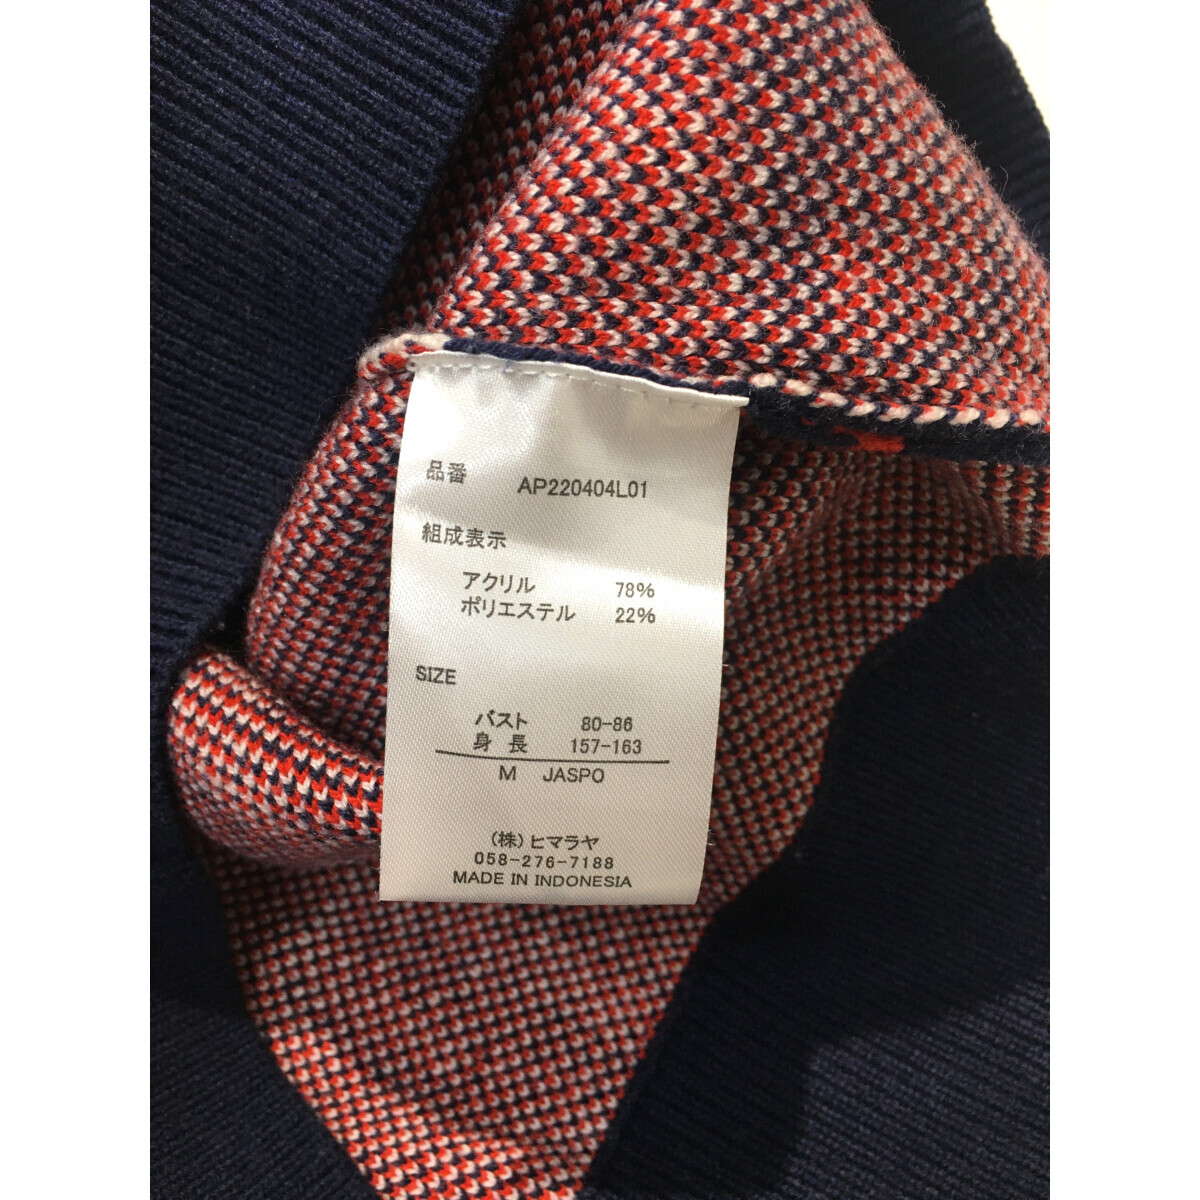 品番 AP220404L01
組成表示
アクリル 78%
ポリエステル 22%
SIZE
バスト 80-86
身長 157-163
M JASPO
(株)ヒマラヤ
058-276-7188
MADE IN INDONESIA